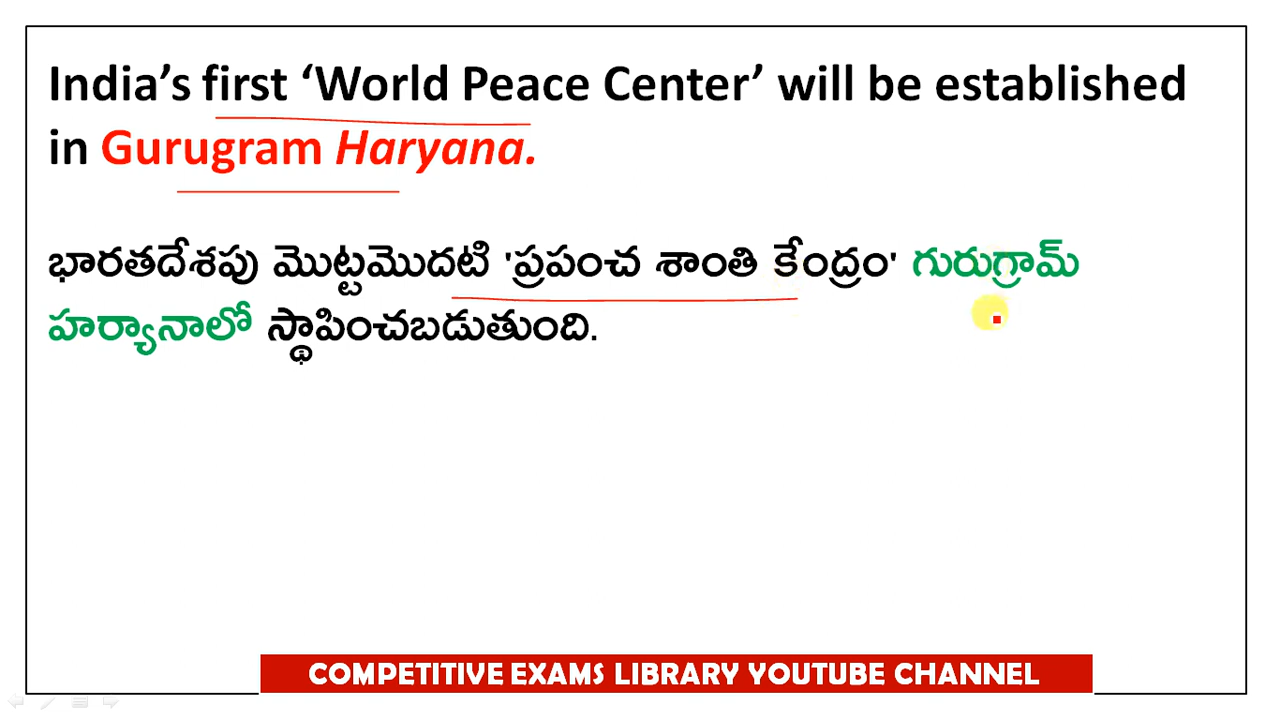 India’s first ‘World Peace Center’ will be established
in Gurugram Haryana.
భారతదేశపు మొట్టమొదటి 'ప్రపంచ శాంతి కేంద్రం' గురుగ్రామ్
హర్యానాలో స్థాపించబడుతుంది.
COMPETITIVE EXAMS LIBRARY YOUTUBE CHANNEL